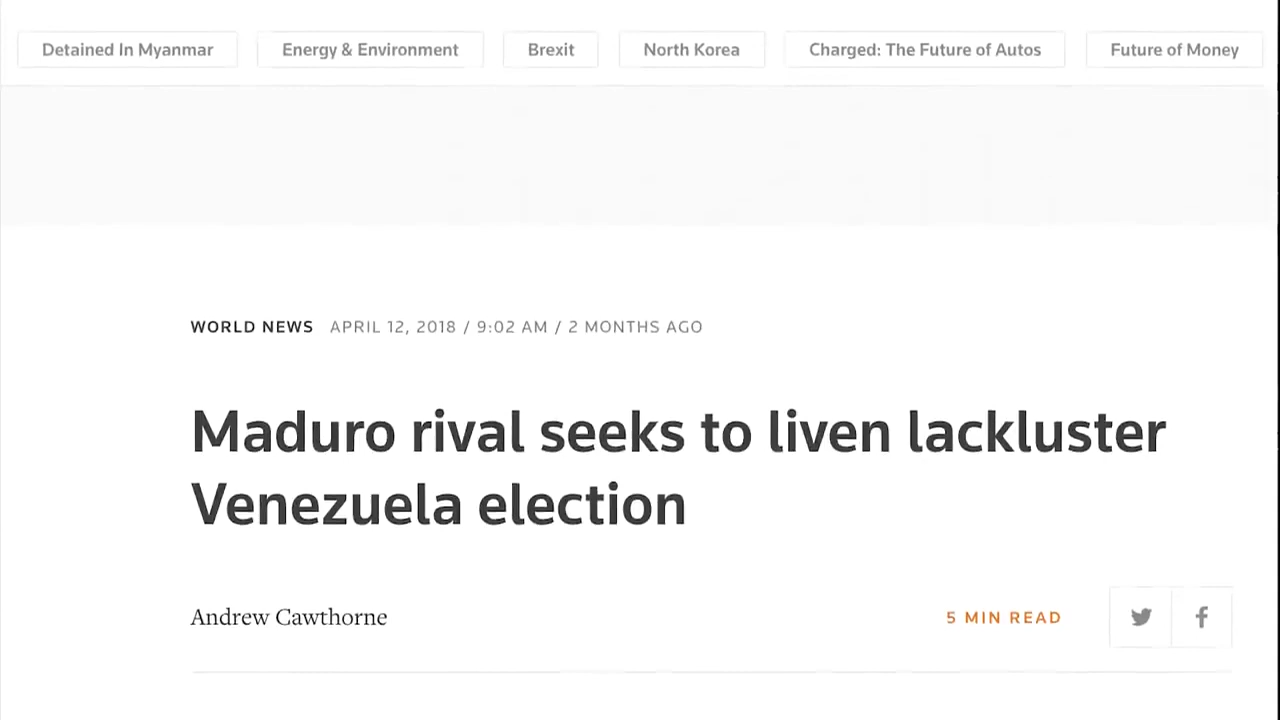 Detained In Myanmar
Energy & Environment
Brexit
North Korea
Charged: The Future of Autos
Future of Money
WORLD NEWS APRIL 12, 2018 / 9:02 AM / 2 MONTHS AGO
Maduro rival seeks to liven lackluster
Venezuela election
Andrew Cawthorne
5 MIN READ